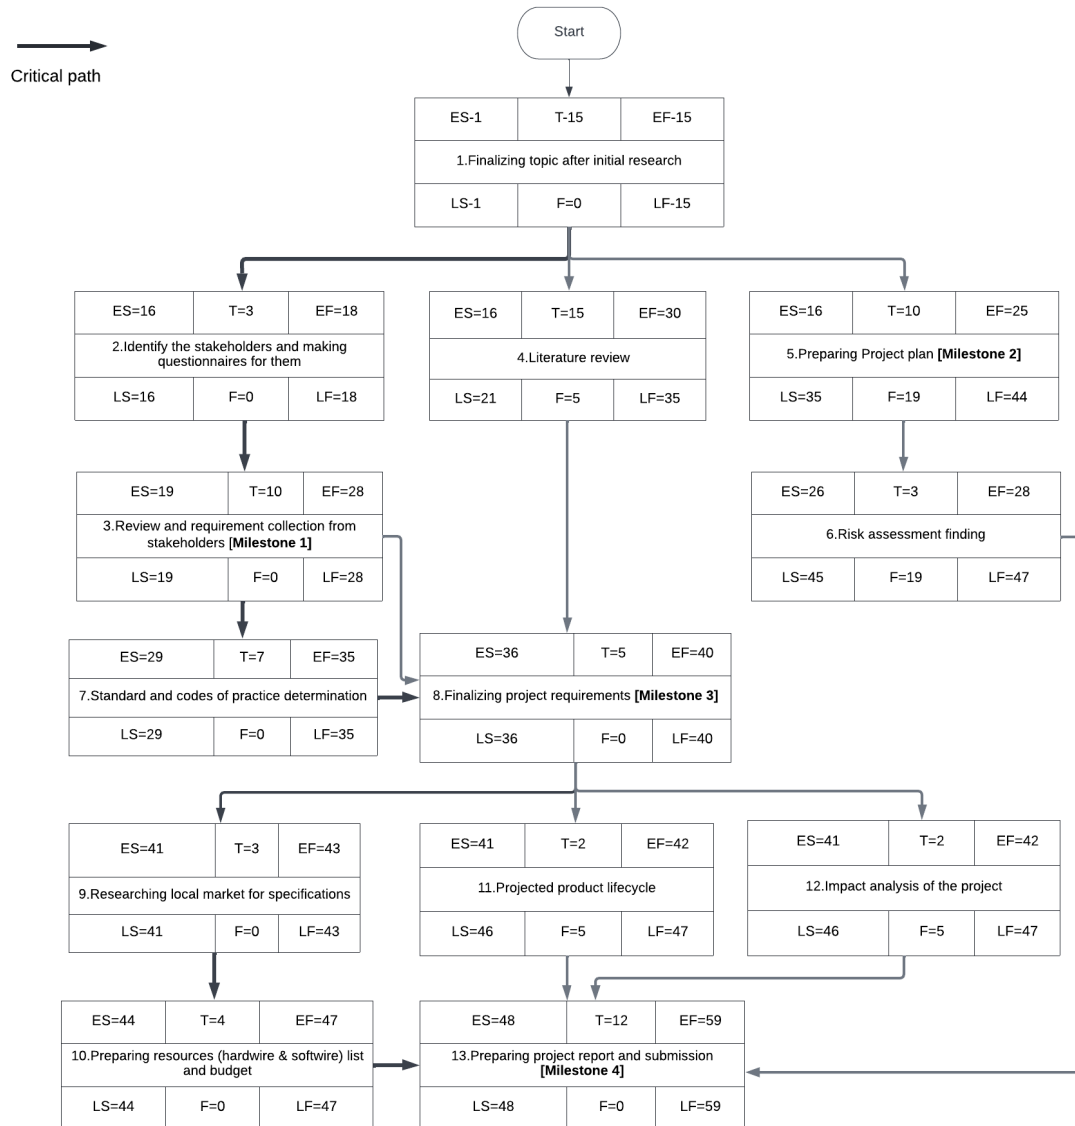 Start
Critical path
ES-1 T-15 EF-15
1.Finalizing topic after initial research
LS-1 F=0 LF-15
ES=16 T=3 EF=18
2.Identify the stakeholders and making
questionnaires for them
LS=16 F=0 LF=18
ES=16 T=15 EF=30
4.Literature review
LS=21 F=5 LF=35
ES=16 T=10 EF=25
5.Preparing Project plan [Milestone 2]
LS=35 F=19 LF=44
ES=19 T=10 EF=28
3.Review and requirement collection from
stakeholders [Milestone 1]
LS=19 F=0 LF=28
ES=26 T=3 EF=28
6.Risk assessment finding
LS=45 F=19 LF=47
ES=29 T=7 EF=35
7.Standard and codes of practice determination
LS=29 F=0 LF=35
ES=36 T=5 EF=40
8.Finalizing project requirements [Milestone 3]
LS=36 F=0 LF=40
ES=41 T=3 EF=43
9.Researching local market for specifications
LS=41 F=0 LF=43
ES=41 T=2 EF=42
11.Projected product lifecycle
LS=46 F=5 LF=47
ES=41 T=2 EF=42
12.Impact analysis of the project
LS=46 F=5 LF=47
ES=44 T=4 EF=47
10.Preparing resources (hardwire & softwire) list
and budget
LS=44 F=0 LF=47
ES=48 T=12 EF=59
13.Preparing project report and submission
[Milestone 4]
LS=48 F=0 LF=59